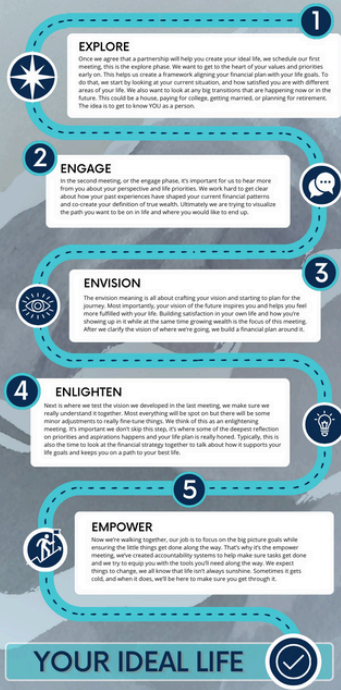 1
EXPLORE
Once we agree that a partnership will help you create your ideal life, we schedule our first
meeting, this is the explore phase. We want to get to the heart of your values and priorities
early on. This helps us create a framework aligning your financial plan with your life goals. To
do that, we start by looking at your current situation, and how satisfied you are with different
areas of your life. We also want to look at any big transitions that are happening now or in the
future. This could be a house, paying for college, getting married, or planning for retirement.
The idea is to get to know YOU as a person.
2
ENGAGE
In the second meeting, or the engage phase, it's important for us to hear more
from you about your perspective and life priorities. We work hard to get clear
about how your past experiences have shaped your current financial patterns
and co-create your definition of true wealth. Ultimately we are trying to visualize
the path you want to be on in life and where you would like to end up.
3
ENVISION
The envision meaning is all about crafting your vision and starting to plan for the
journey. Most importantly, your vision of the future inspires you and helps you feel
more fulfilled with your life. Building satisfaction in your own life and how you're
showing up in it while at the same time growing wealth is the focus of this meeting.
After we clarify the vision of where we're going, we build a financial plan around it.
4
ENLIGHTEN
Next is where we test the vision we developed in the last meeting, we make sure we
really understand it together. Most everything will be spot on but there will be some
minor adjustments to really fine-tune things. We think of this as an enlightening
meeting. It's important we don't skip this step, it's where some of the deepest reflection
on priorities and aspirations happens and your life plan is really honed. Typically, this is
also the time to look at the financial strategy together to talk about how it supports your
life goals and keeps you on a path to your best life.
5
EMPOWER
Now we're walking together, our job is to focus on the big picture goals while
ensuring the little things get done along the way. That's why it's the empower
meeting, we've created accountability systems to help make sure tasks get done
and we try to equip you with the tools you'll need along the way. We expect
things to change, we all know that life isn't always sunshine. Sometimes it gets
cold, and when it does, we'll be here to make sure you get through it.
YOUR IDEAL LIFE